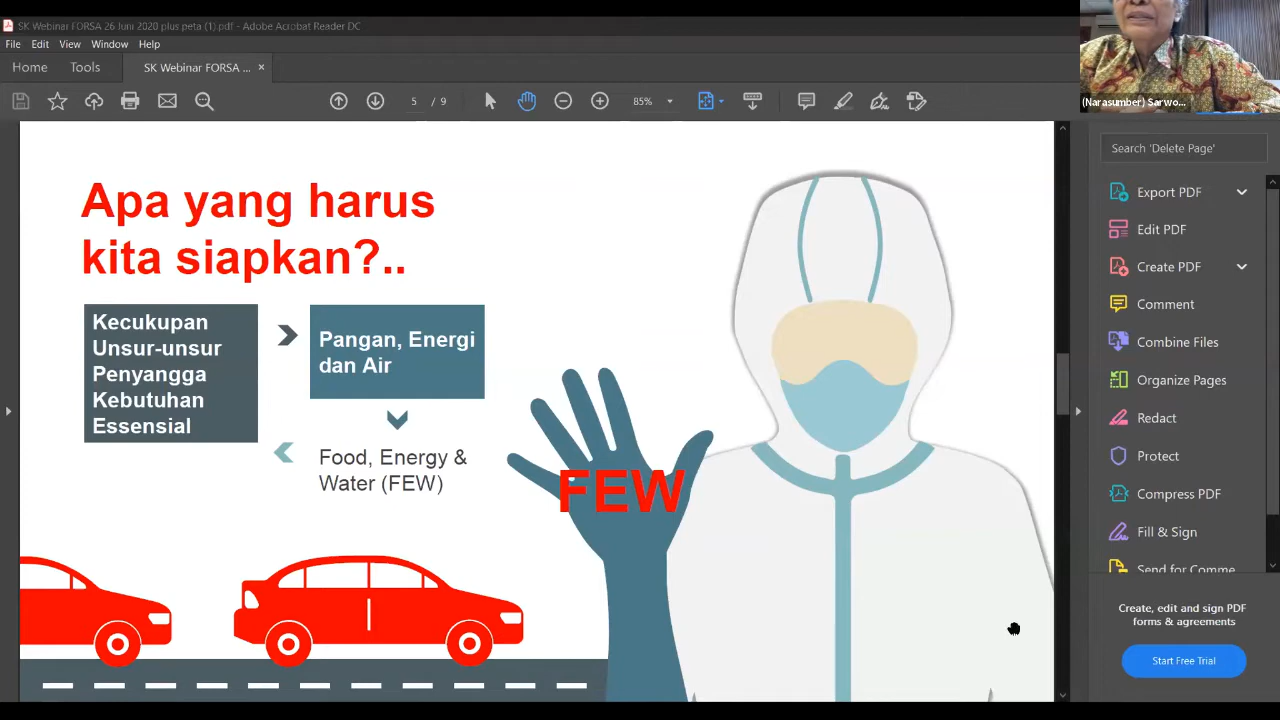 SK Webinar FORSA 26 Juni 2020 plus peta (1).pdf - Adobe Acrobat Reader DC
File Edit View Window Help
Home Tools SK Webinar FORSA ... ×
5 / 9 85%
(Narasumber) Sarwo...
Apa yang harus
kita siapkan?..
Kecukupan
Unsur-unsur
Penyangga
Kebutuhan
Essensial
Pangan, Energi
dan Air
Food, Energy &
Water (FEW)
FEW
Search 'Delete Page'
Export PDF
Edit PDF
Create PDF
Comment
Combine Files
Organize Pages
Redact
Protect
Compress PDF
Fill & Sign
Send for Comme
Create, edit and sign PDF
forms & agreements
Start Free Trial